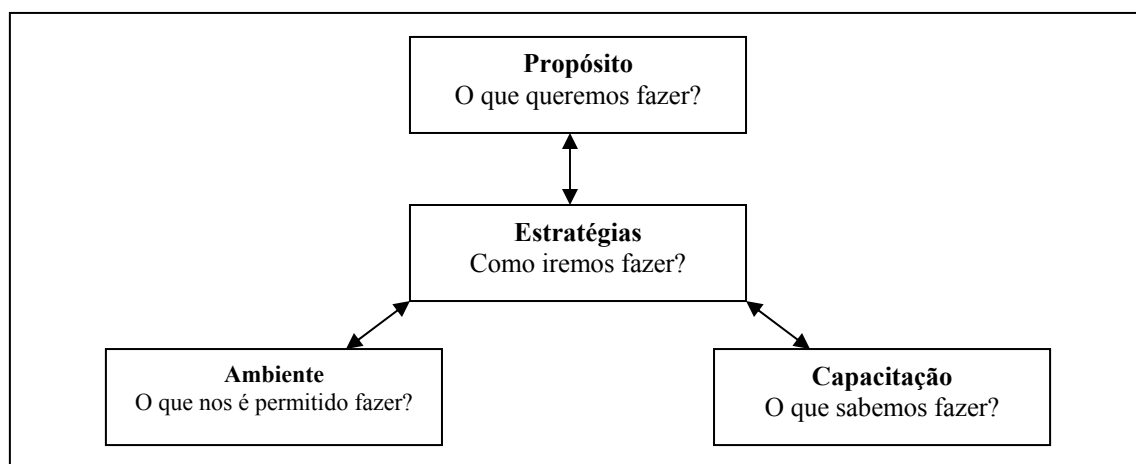 Propósito
O que queremos fazer?
Estratégias
Como iremos fazer?
Ambiente
O que nos é permitido fazer?
Capacitação
O que sabemos fazer?